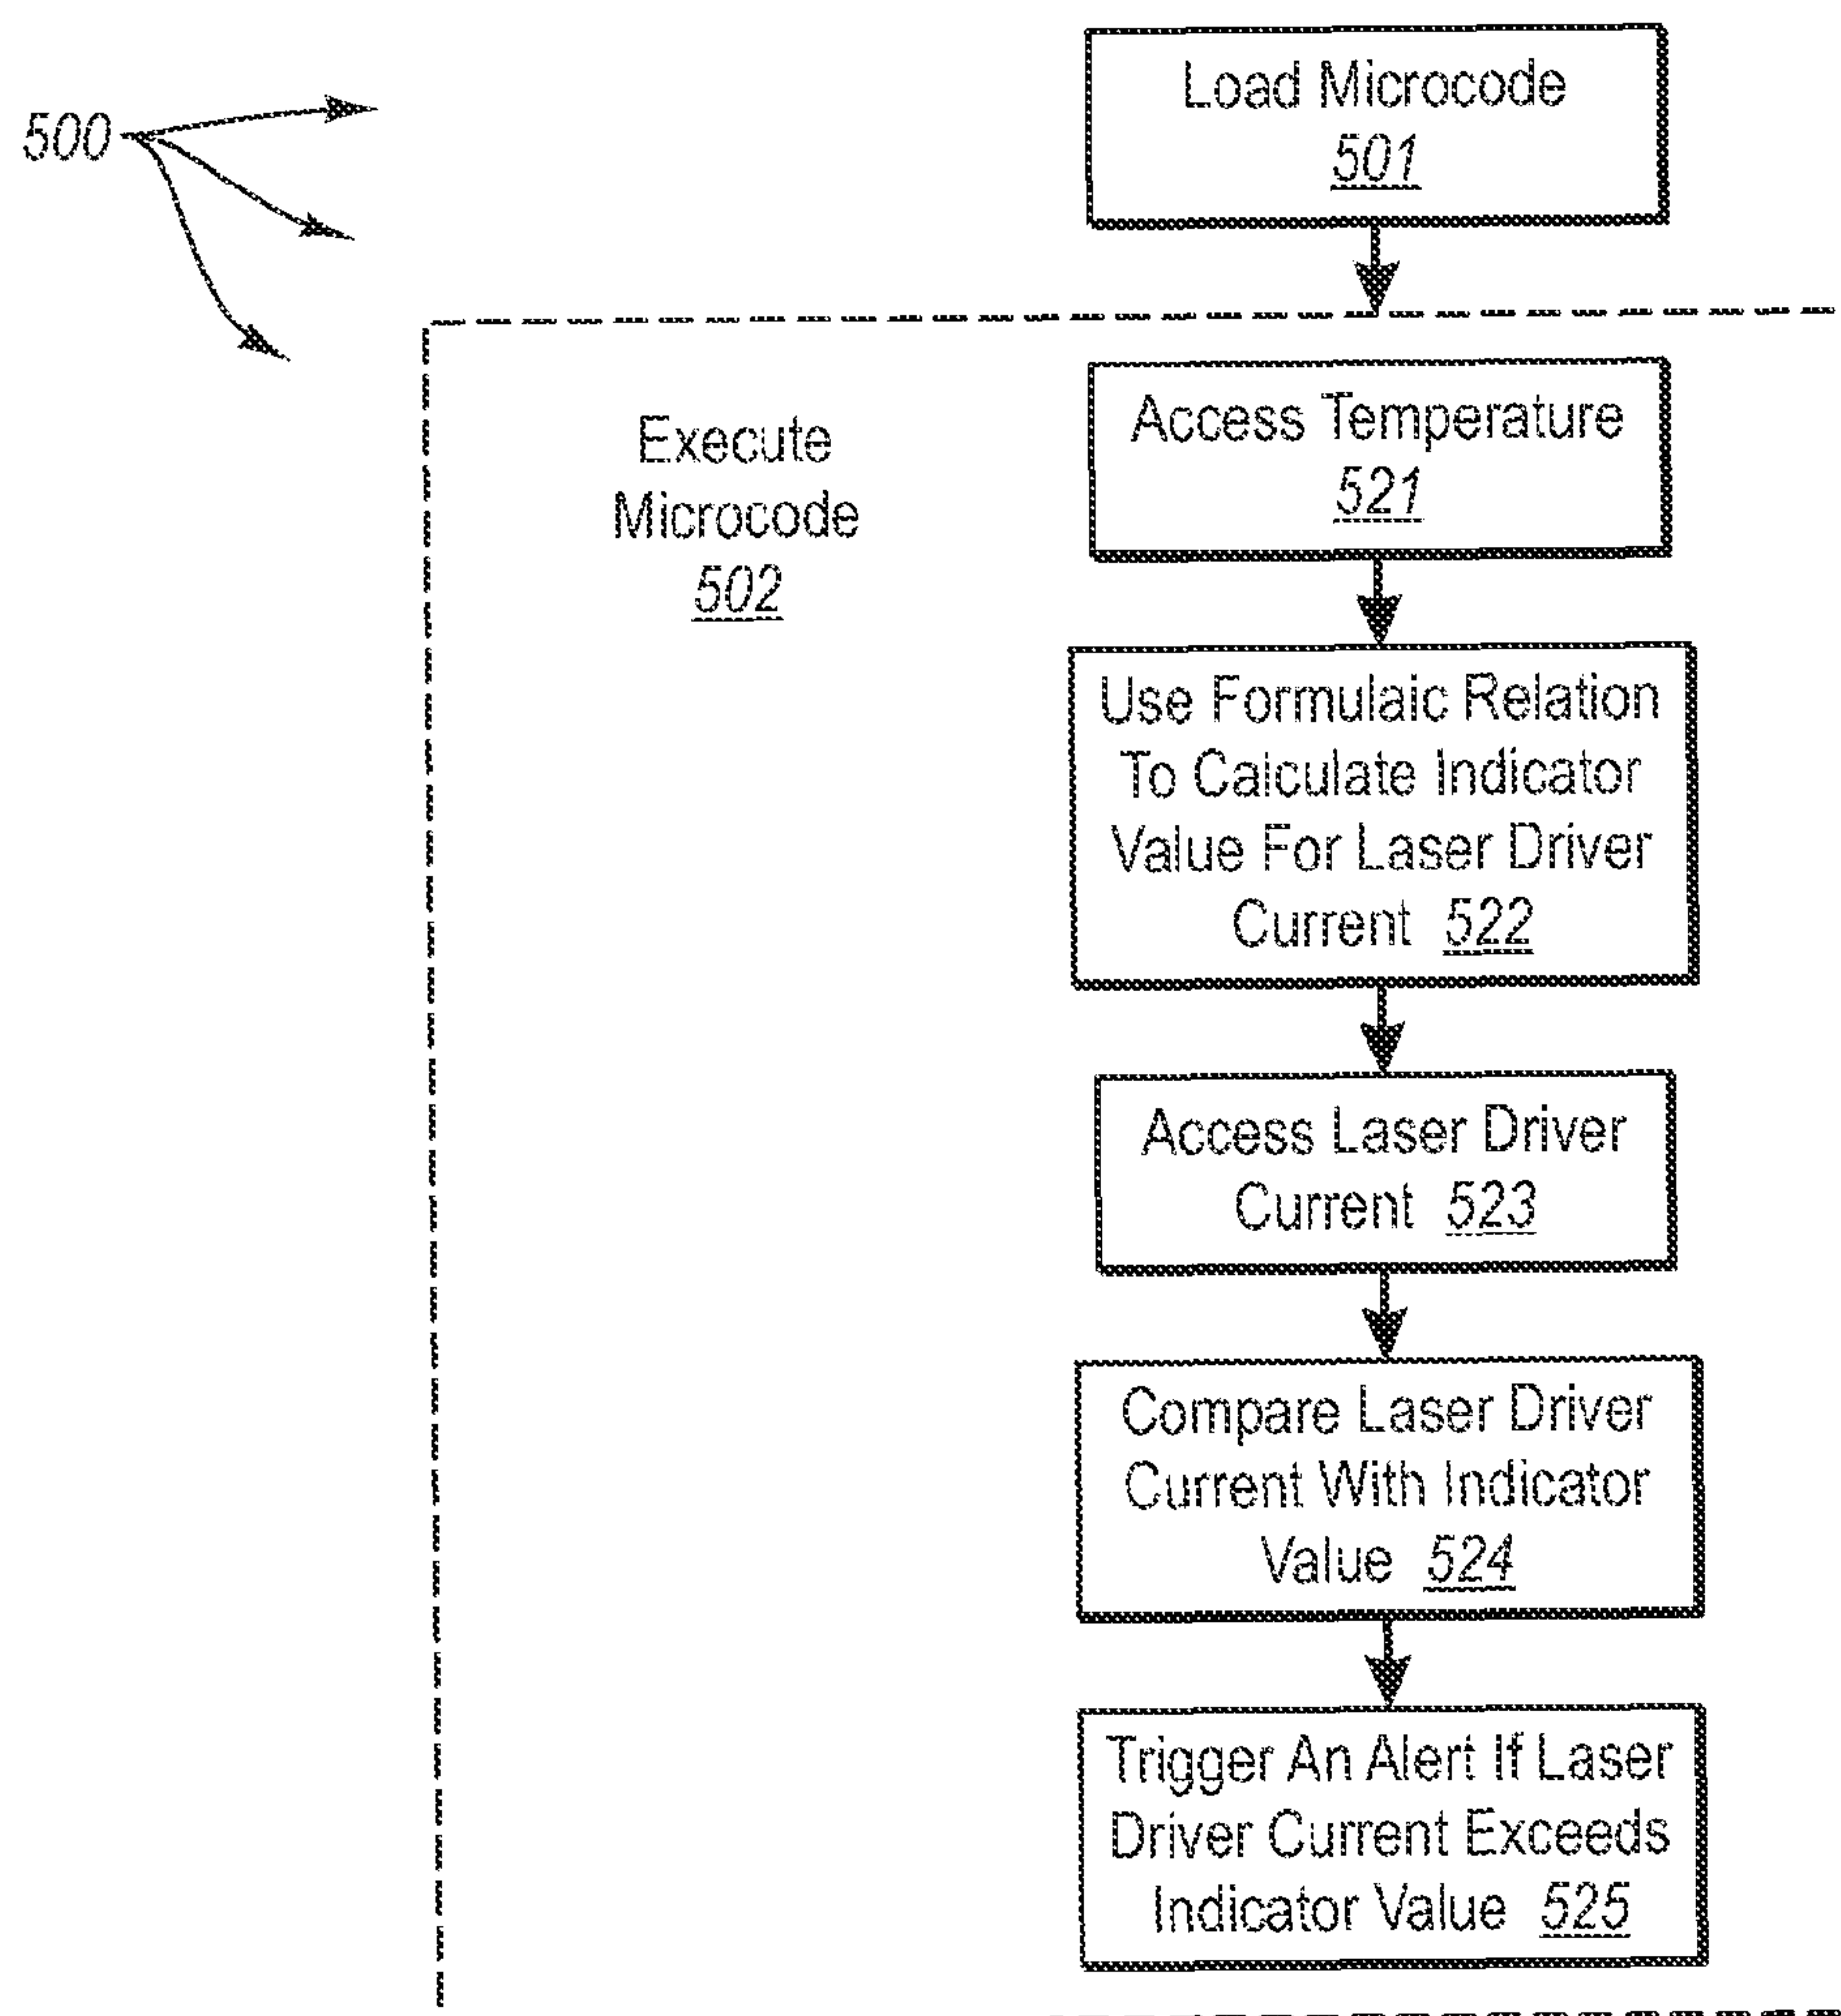 500
Load Microcode
501
Execute
Microcode
502
Access Temperature
521
Use Formulaic Relation
To Calculate Indicator
Value For Laser Driver
Current 522
Access Laser Driver
Current 523
Compare Laser Driver
Current With Indicator
Value 524
Trigger An Alert If Laser
Driver Current Exceeds
Indicator Value 525